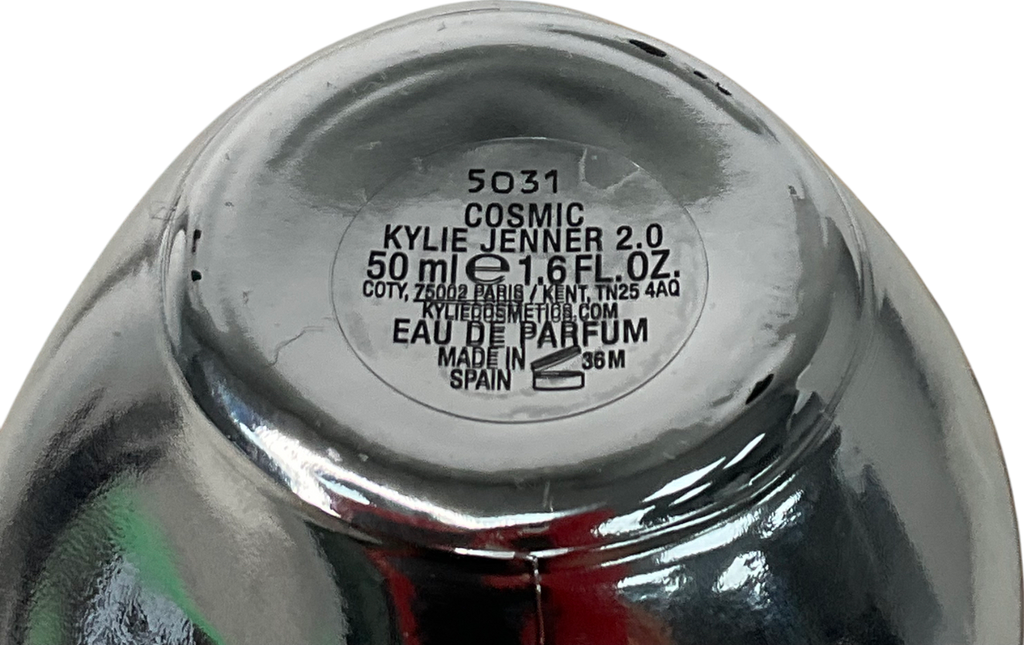 5031
COSMIC
KYLIE JENNER 2.0
50 ml ℮ 1.6 FL.OZ.
COTY, 75002 PARIS / KENT, TN25 4AQ
KYLIECOSMETICS.COM
EAU DE PARFUM
MADE IN 36M
SPAIN